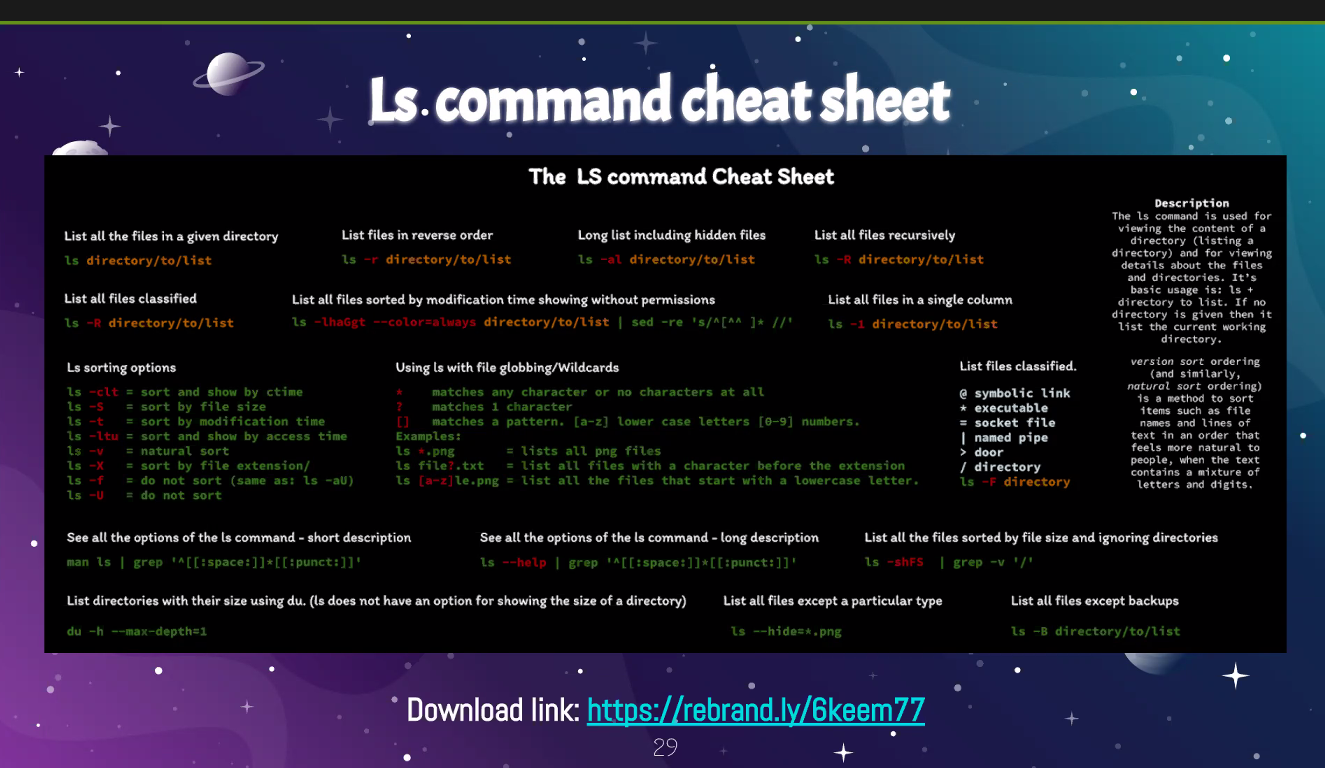 Ls command cheat sheet
The LS command Cheat Sheet
List all the files in a given directory
ls directory/to/list
List files in reverse order
ls -r directory/to/list
Long list including hidden files
ls -al directory/to/list
List all files recursively
ls -R directory/to/list
List all files classified
ls -R directory/to/list
List all files sorted by modification time showing without permissions
ls -lhaGgt --color=always directory/to/list | sed -re 's/^[^^ ]* //'
List all files in a single column
ls -1 directory/to/list
Ls sorting options
ls -clt = sort and show by ctime
ls -S = sort by file size
ls -t = sort by modification time
ls -ltu = sort and show by access time
ls -v = natural sort
ls -X = sort by file extension/
ls -f = do not sort (same as: ls -aU)
ls -U = do not sort
Using ls with file globbing/Wildcards
* matches any character or no characters at all
? matches 1 character
[] matches a pattern. [a-z] lower case letters [0-9] numbers.
Examples:
ls *.png = lists all png files
ls file?.txt = list all files with a character before the extension
ls [a-z]le.png = list all the files that start with a lowercase letter.
List files classified.
@ symbolic link
* executable
= socket file
| named pipe
> door
/ directory
ls -F directory
Description
The ls command is used for
viewing the content of a
directory (listing a
directory) and for viewing
details about the files
and directories. It's
basic usage is: ls +
directory to list. If no
directory is given then it
list the current working
directory.
version sort ordering
(and similarly,
natural sort ordering)
is a method to sort
items such as file
names and lines of
text in an order that
feels more natural to
people, when the text
contains a mixture of
letters and digits.
See all the options of the ls command - short description
man ls | grep '^[[:space:]]*[[:punct:]]'
See all the options of the ls command - long description
ls --help | grep '^[[:space:]]*[[:punct:]]'
List all the files sorted by file size and ignoring directories
ls -shFS | grep -v '/'
List directories with their size using du. (ls does not have an option for showing the size of a directory)
du -h --max-depth=1
List all files except a particular type
ls --hide=*.png
List all files except backups
ls -B directory/to/list
Download link: https://rebrand.ly/6keem77
29